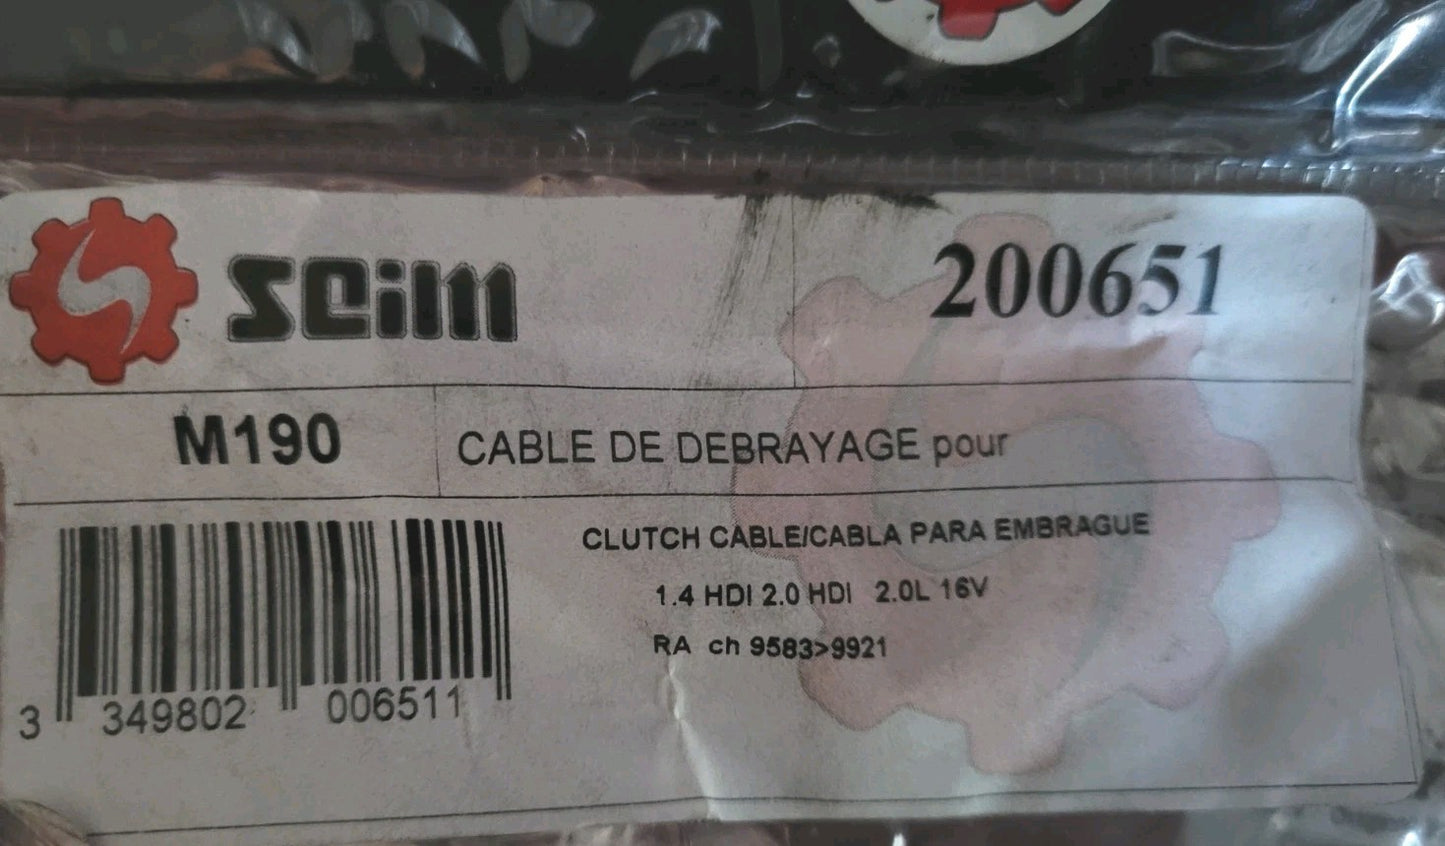 seim
200651
M190
CABLE DE DEBRAYAGE pour
CLUTCH CABLE/CABLA PARA EMBRAGUE
1.4 HDI 2.0 HDI 2.0L 16V
RA ch 9583>9921
3 349802 006511